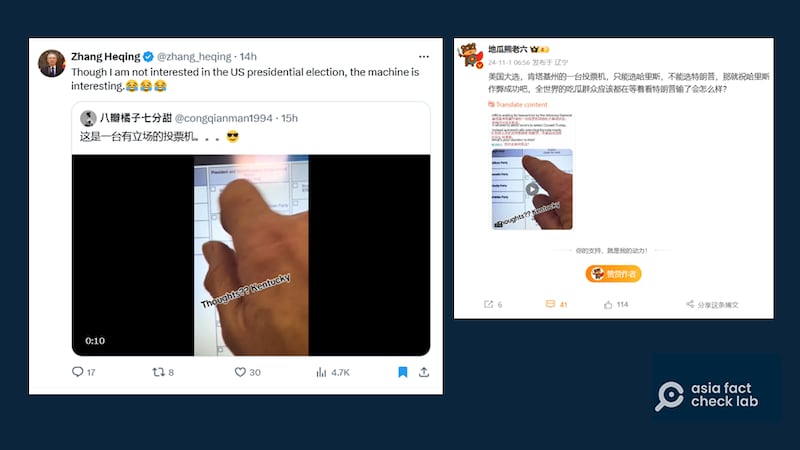 Zhang Heqing @zhang_heqing · 14h
Though I am not interested in the US presidential election, the machine is
interesting.😂😂😂
八瓣橘子七分甜 @congqianman1994 · 15h
这是一台有立场的投票机。。。😎
President and
Thoughts?? Kentucky
0:10
17 8 30 4.7K
地瓜熊老六
24-11-1 06:56 发布于 辽宁
美国大选，肯塔基州的一台投票机，只能选哈里斯，不能选特朗普，那就祝哈里斯
作弊成功吧，全世界的吃瓜群众应该都在等着看特朗普输了会怎么样？
Translate content
Party
Party
Party
Party
Thoughts?? Kentucky
你的支持，就是我的动力！
赞赏作者
6 41 114 分享这条博文
asia fact
check lab